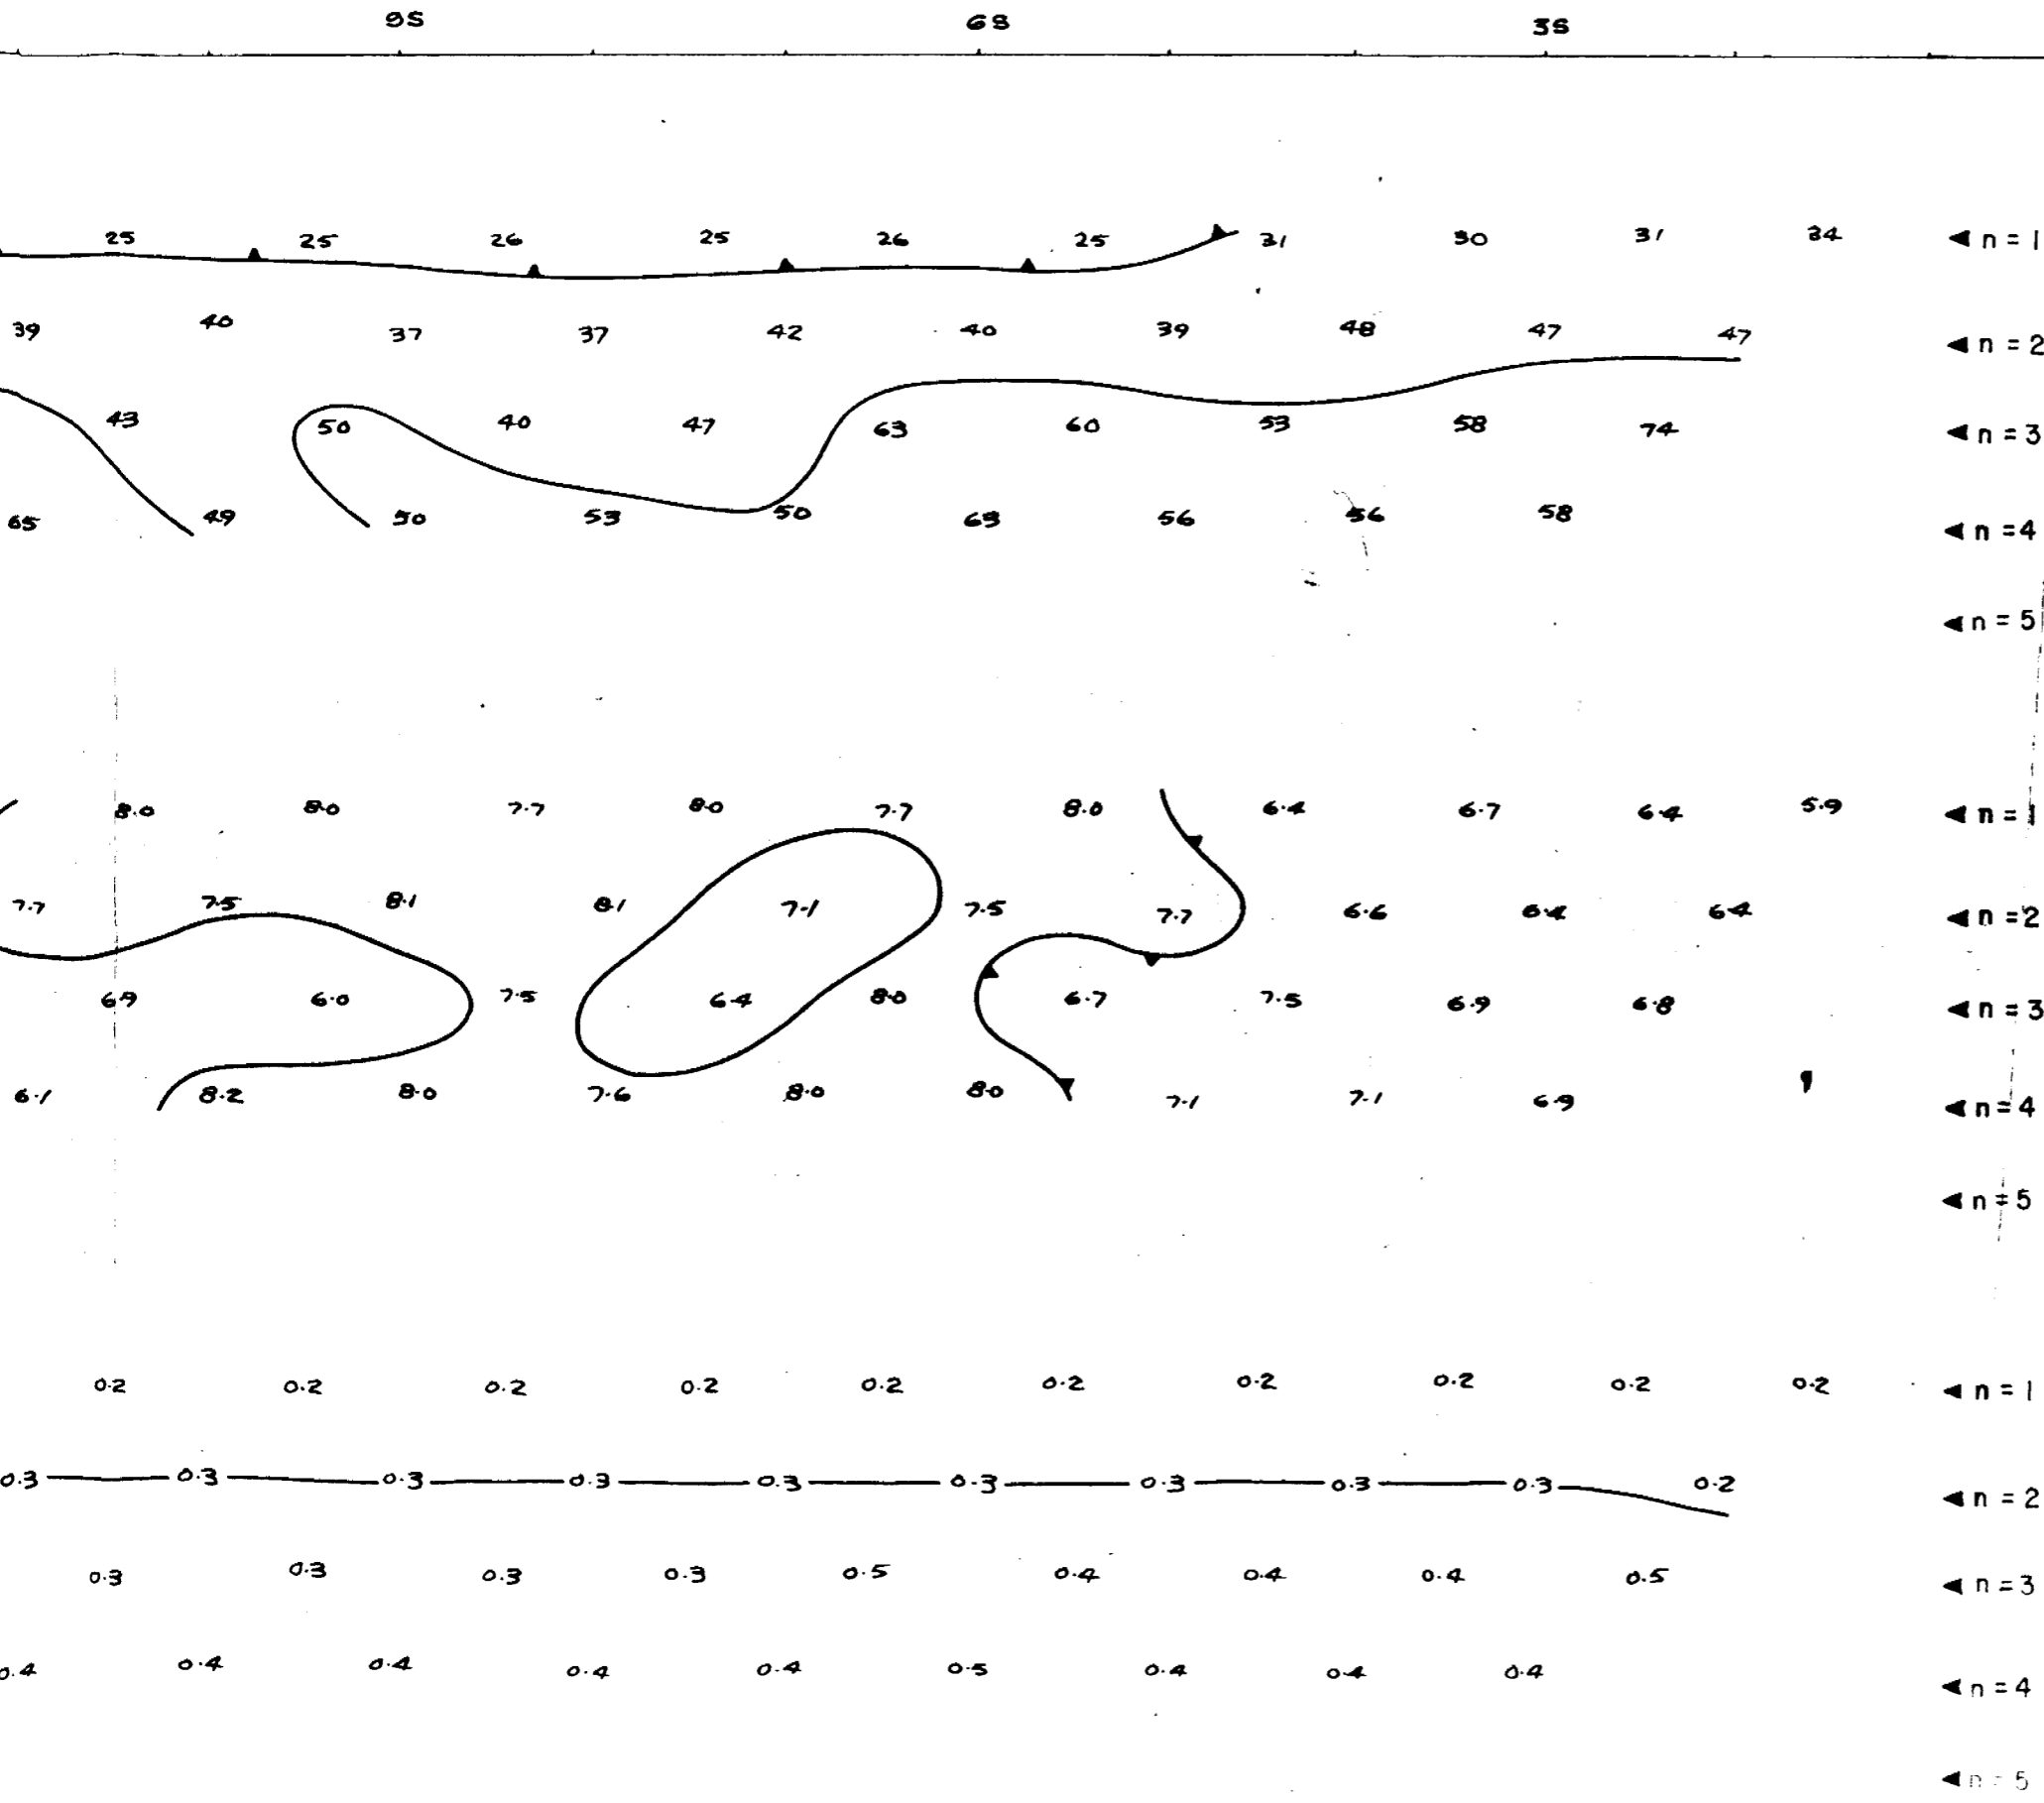 9S 6S 3S
25 25 26 25 26 25 31 30 31 34 n = 1
39 40 37 37 42 40 39 48 47 47 n = 2
43 50 40 47 63 60 53 58 74 n = 3
65 49 50 53 50 63 56 56 58 n = 4
n = 5
8.0 8.0 7.7 8.0 7.7 8.0 6.4 6.7 6.4 5.9 n = 1
7.7 7.5 8.1 8.1 7.1 7.5 7.7 6.6 6.4 6.4 n = 2
6.9 6.0 7.5 6.4 8.0 6.7 7.5 6.9 6.8 n = 3
6.1 8.2 8.0 7.6 8.0 8.0 7.1 7.1 6.9 n = 4
n = 5
0.2 0.2 0.2 0.2 0.2 0.2 0.2 0.2 0.2 0.2 n = 1
0.3 0.3 0.3 0.3 0.3 0.3 0.3 0.3 0.3 0.2 n = 2
0.3 0.3 0.3 0.3 0.5 0.4 0.4 0.4 0.5 n = 3
0.4 0.4 0.4 0.4 0.4 0.5 0.4 0.4 0.4 n = 4
n = 5